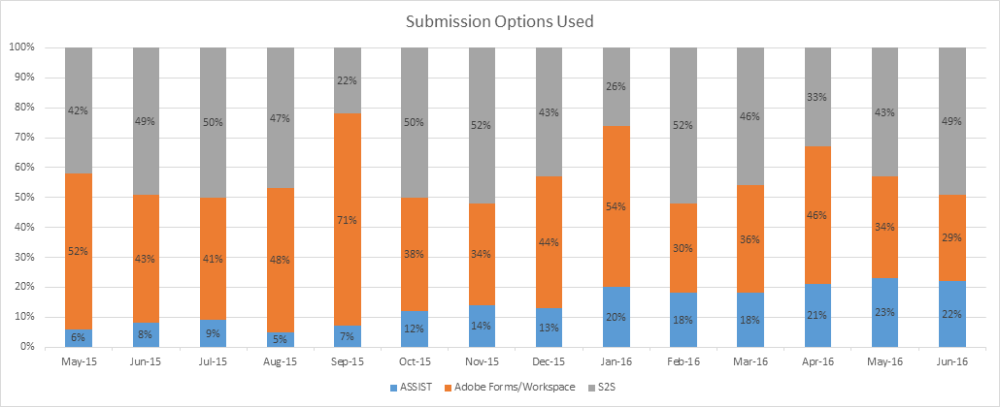 Submission Options Used
100%
90%
80%
70%
60%
50%
40%
30%
20%
10%
0%
42% 49% 50% 47% 22% 50% 52% 43% 26% 52% 46% 33% 43% 49%
52% 43% 41% 48% 71% 38% 34% 44% 54% 30% 36% 46% 34% 29%
6% 8% 9% 5% 7% 12% 14% 13% 20% 18% 18% 21% 23% 22%
May-15 Jun-15 Jul-15 Aug-15 Sep-15 Oct-15 Nov-15 Dec-15 Jan-16 Feb-16 Mar-16 Apr-16 May-16 Jun-16
ASSIST Adobe Forms/Workspace S2S